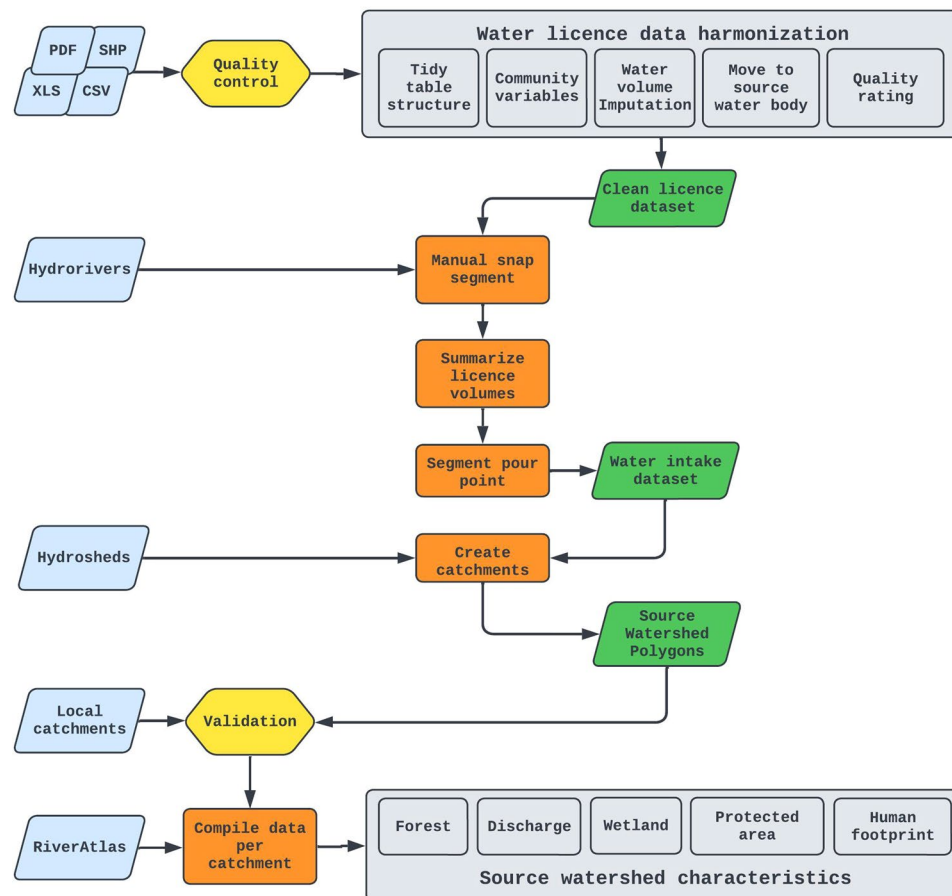 PDF
SHP
XLS
CSV
Quality
control
Water licence data harmonization
Tidy
table
structure
Community
variables
Water
volume
Imputation
Move to
source
water body
Quality
rating
Clean licence
dataset
Hydrorivers
Manual snap
segment
Summarize
licence
volumes
Segment pour
point
Water intake
dataset
Hydrosheds
Create
catchments
Source
Watershed
Polygons
Local
catchments
Validation
RiverAtlas
Compile data
per
catchment
Forest
Discharge
Wetland
Protected
area
Human
footprint
Source watershed characteristics